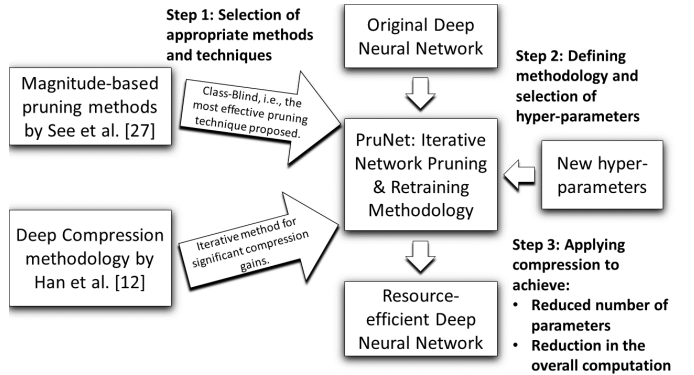 Step 1: Selection of
appropriate methods
and techniques
Original Deep
Neural Network
Step 2: Defining
methodology and
selection of
hyper-parameters
Magnitude-based
pruning methods
by See et al. [27]
Class-Blind, i.e., the
most effective pruning
technique proposed.
PruNet: Iterative
Network Pruning
& Retraining
Methodology
New hyper-
parameters
Deep Compression
methodology by
Han et al. [12]
Iterative method for
significant compression
gains.
Step 3: Applying
compression to
achieve:
• Reduced number of
parameters
• Reduction in the
overall computation
Resource-
efficient Deep
Neural Network